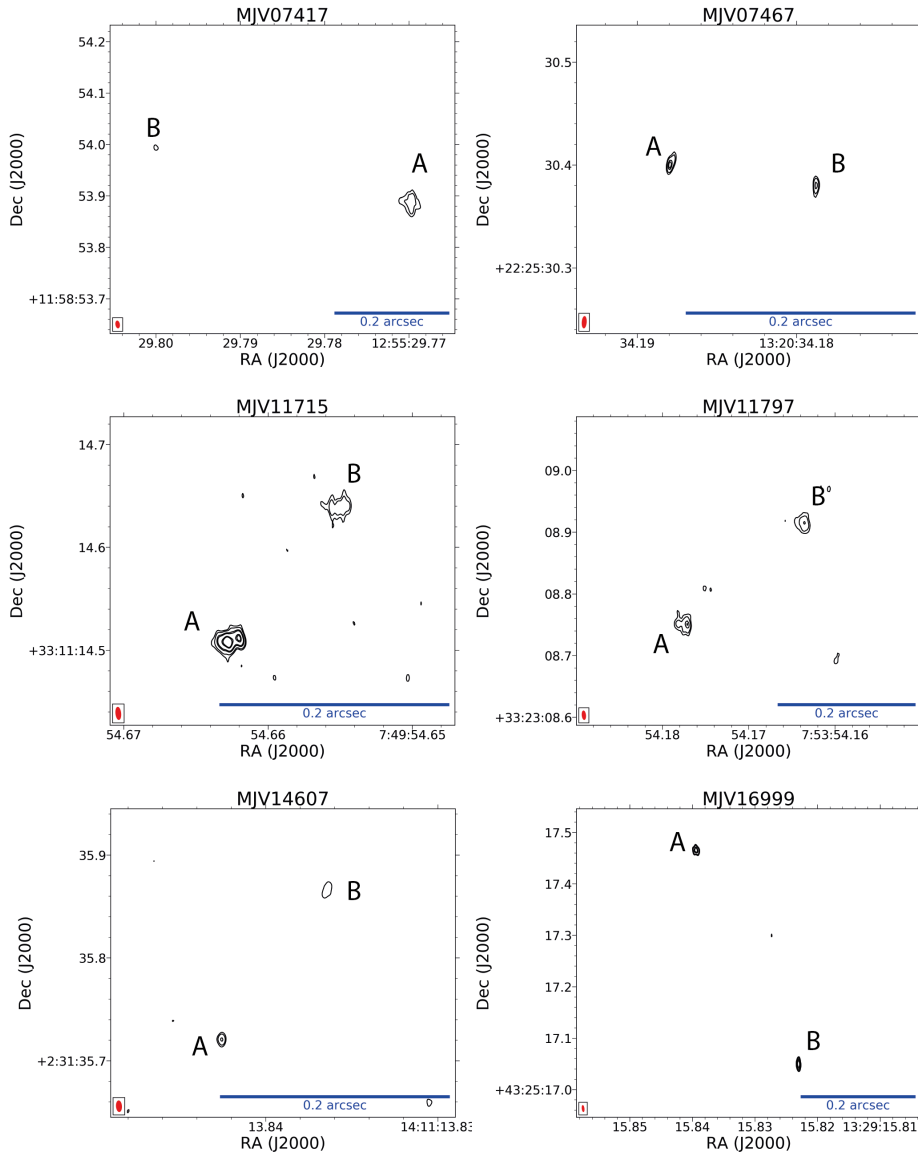 MJV07417
54.2
54.1
54.0
53.9
53.8
+11:58:53.7
Dec (J2000)
B
A
0.2 arcsec
29.80 29.79 29.78 12:55:29.77
RA (J2000)
MJV07467
30.5
30.4
+22:25:30.3
Dec (J2000)
A
B
0.2 arcsec
34.19 13:20:34.18
RA (J2000)
MJV11715
14.7
14.6
+33:11:14.5
Dec (J2000)
B
A
0.2 arcsec
54.67 54.66 7:49:54.65
RA (J2000)
MJV11797
09.0
08.9
08.8
08.7
+33:23:08.6
Dec (J2000)
B
A
0.2 arcsec
54.18 54.17 7:53:54.16
RA (J2000)
MJV14607
35.9
35.8
+2:31:35.7
Dec (J2000)
B
A
0.2 arcsec
13.84 14:11:13.83
RA (J2000)
MJV16999
17.5
17.4
17.3
17.2
17.1
+43:25:17.0
Dec (J2000)
A
B
0.2 arcsec
15.85 15.84 15.83 15.82 13:29:15.81
RA (J2000)